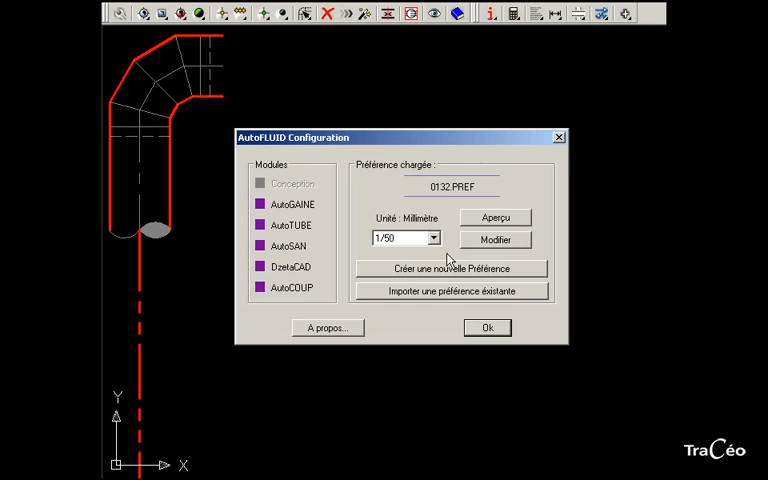 AutoFLUID Configuration
Modules
Conception
AutoGAINE
AutoTUBE
AutoSAN
DzetaCAD
AutoCOUP
Préférence chargée :
0132.PREF
Unité : Millimètre
Aperçu
1/50
Modifier
Créer une nouvelle Préférence
Importer une préférence éxistante
A propos...
Ok
Y
X
TraCéo